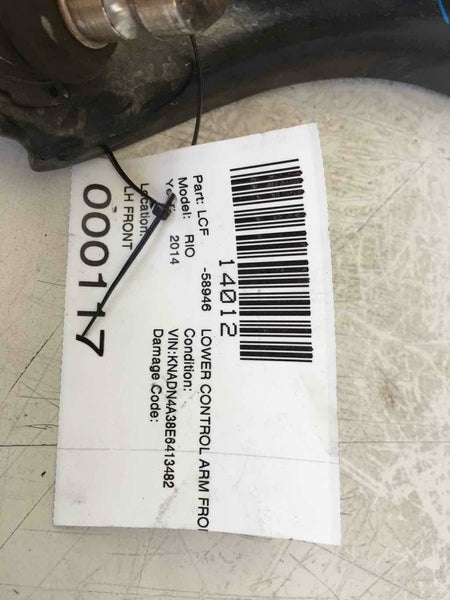 14012
Part: LCF -58946 LOWER CONTROL ARM FRO
Model: RIO Condition:
2014 VIN:KNADN4A38E6413482
Location: Damage Code:
LH FRONT
000117